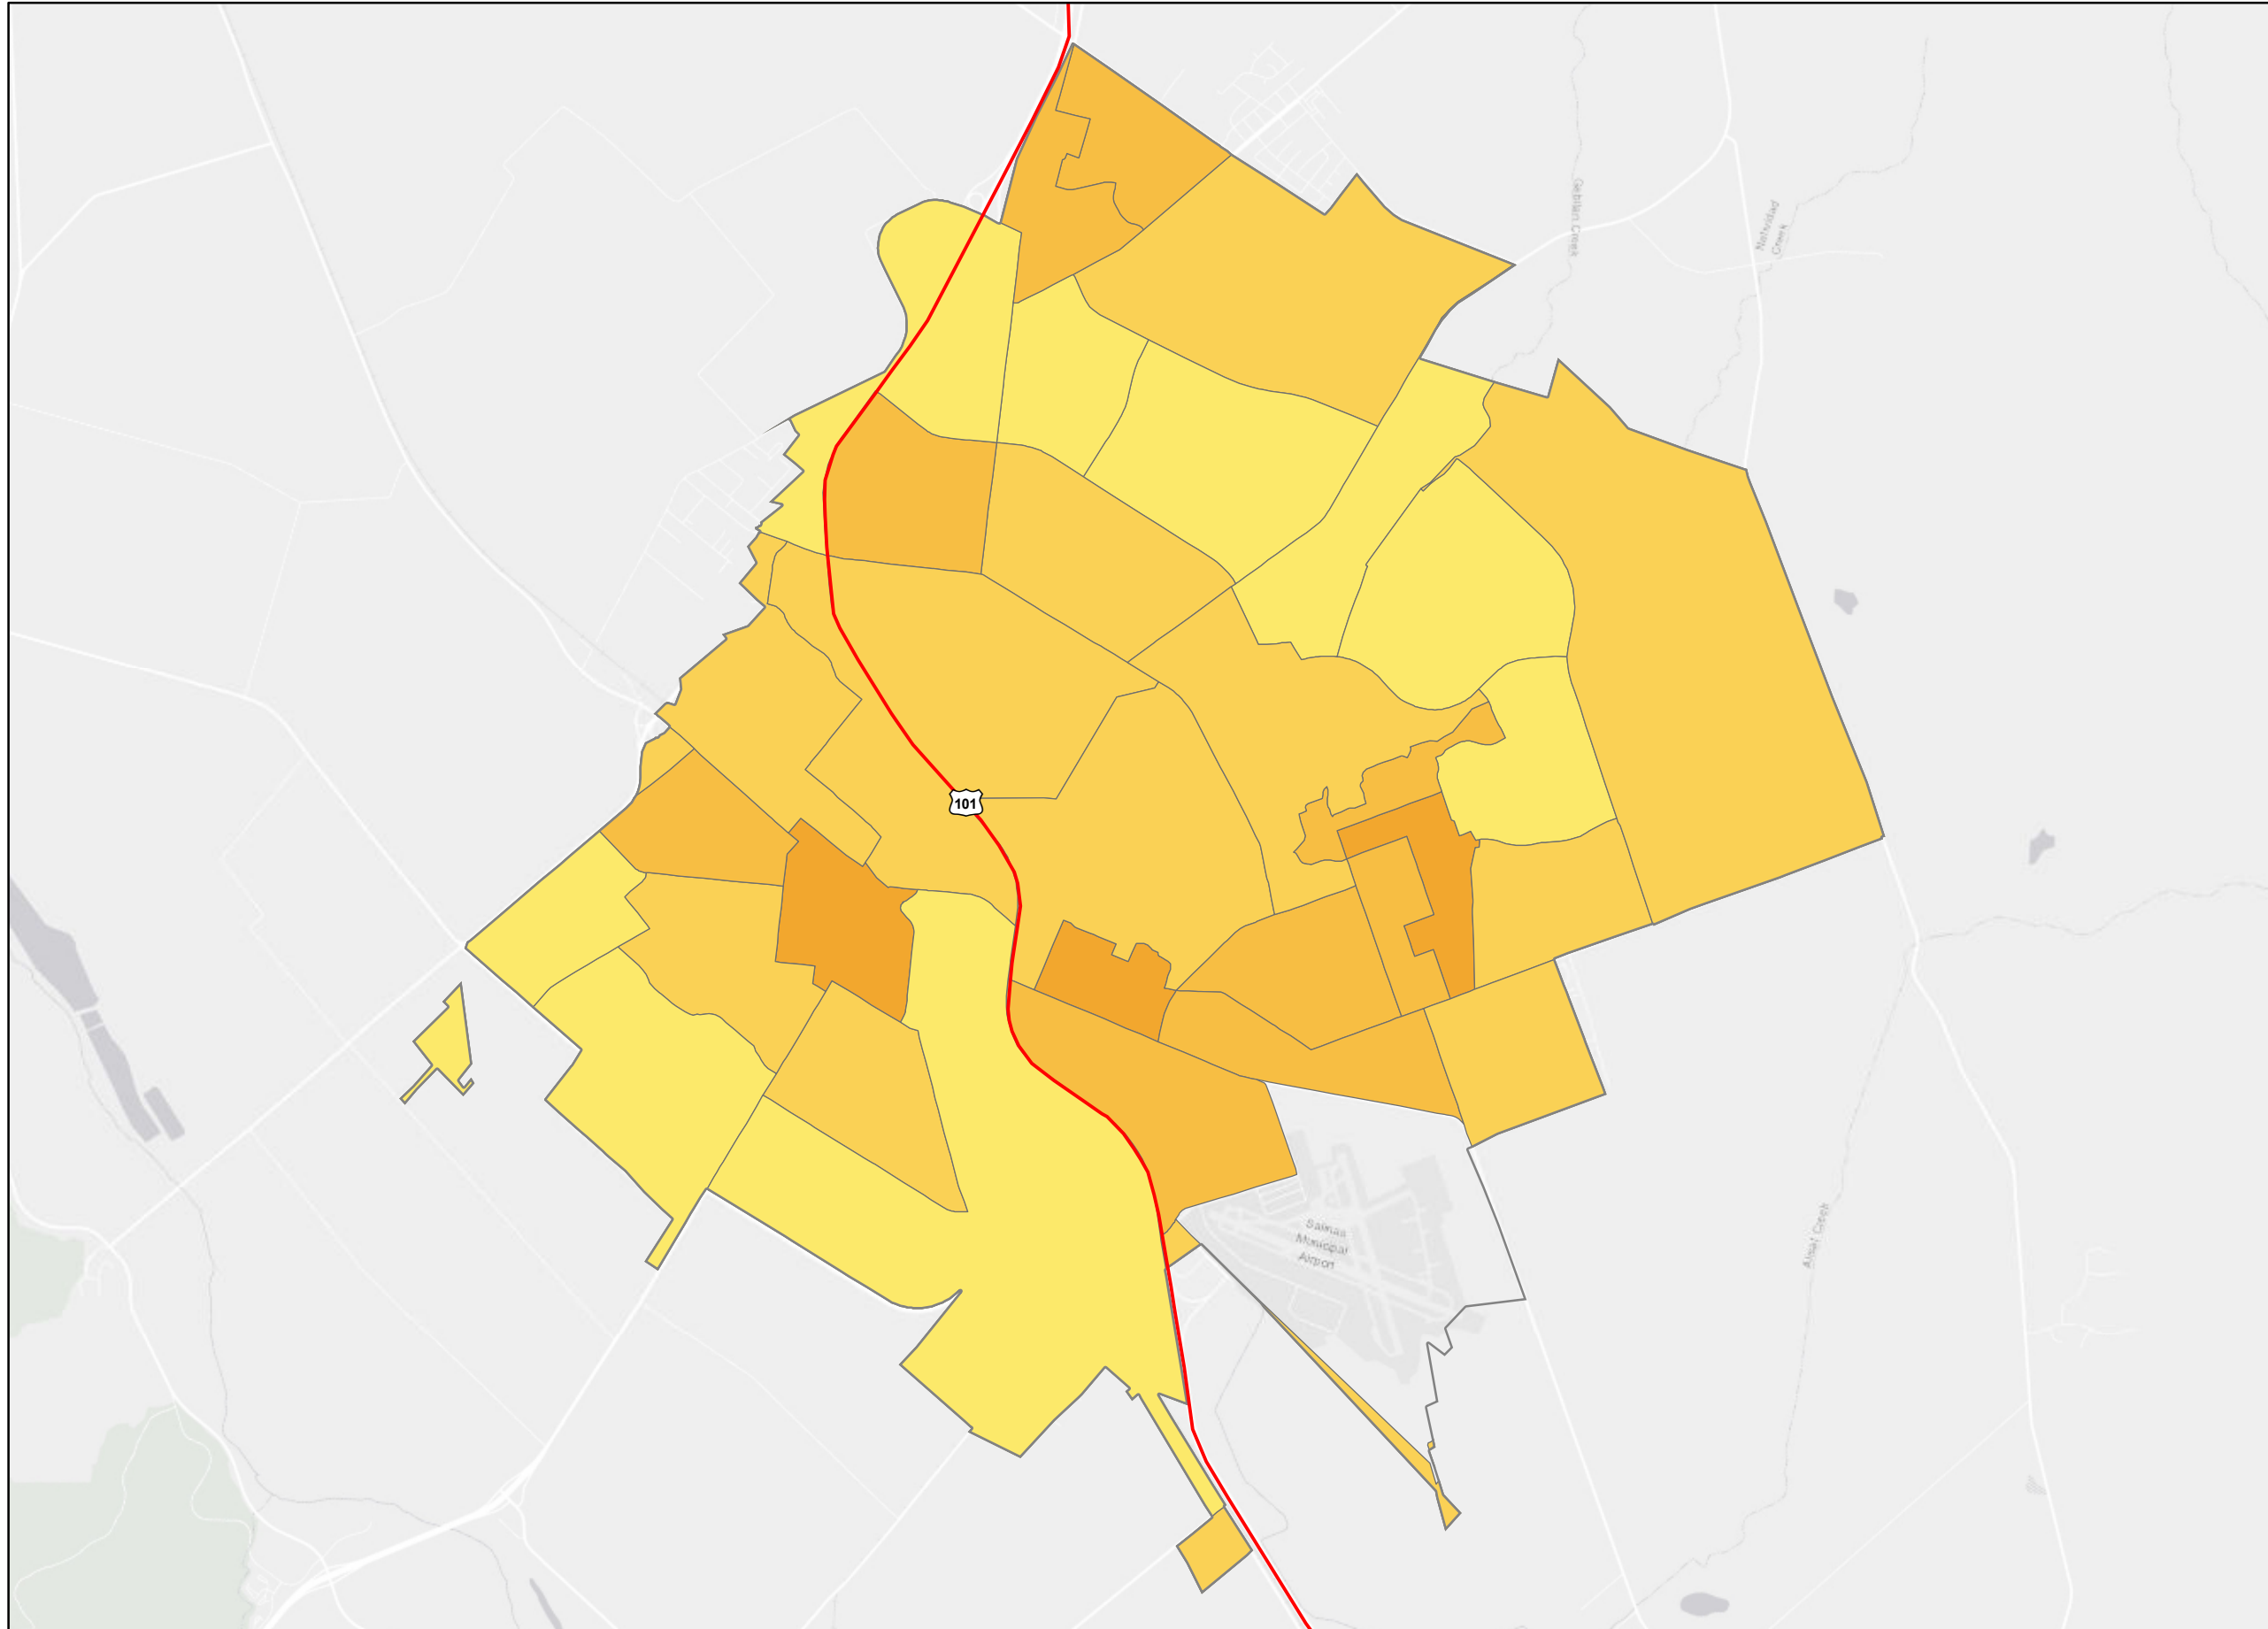 Gabilan Creek
Natividad
Creek
101
Salinas
Municipal
Airport
Alisal Creek